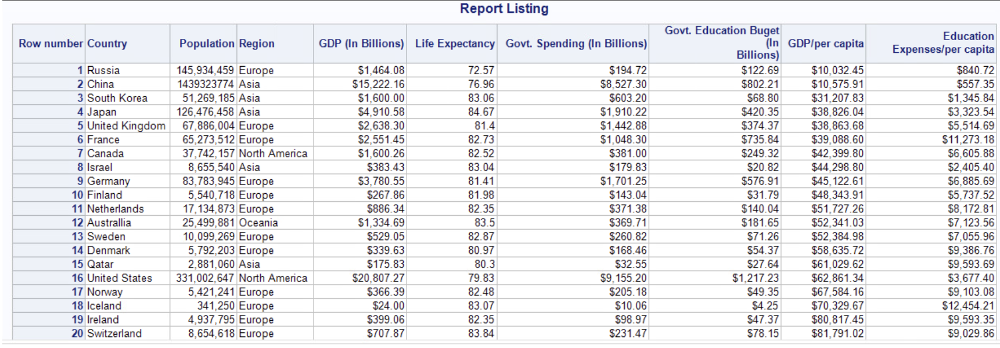 Report Listing
Row number Country Population Region GDP (In Billions) Life Expectancy Govt. Spending (In Billions) Govt. Education Buget (In Billions) GDP/per capita Education Expenses/per capita
1 Russia 145,934,459 Europe $1,464.08 72.57 $194.72 $122.69 $10,032.45 $840.72
2 China 1439323774 Asia $15,222.16 76.96 $8,527.30 $802.21 $10,575.91 $557.35
3 South Korea 51,269,185 Asia $1,600.00 83.06 $603.20 $68.80 $31,207.83 $1,345.84
4 Japan 126,476,458 Asia $4,910.58 84.67 $1,910.22 $420.35 $38,826.04 $3,323.54
5 United Kingdom 67,886,004 Europe $2,638.30 81.4 $1,442.88 $374.37 $38,863.68 $5,514.69
6 France 65,273,512 Europe $2,551.45 82.73 $1,048.30 $735.84 $39,088.60 $11,273.18
7 Canada 37,742,157 North America $1,600.26 82.52 $381.00 $249.32 $42,399.80 $6,605.88
8 Israel 8,655,540 Asia $383.43 83.04 $179.83 $20.82 $44,298.80 $2,405.40
9 Germany 83,783,945 Europe $3,780.55 81.41 $1,701.25 $576.91 $45,122.61 $6,885.69
10 Finland 5,540,718 Europe $267.86 81.98 $143.04 $31.79 $48,343.91 $5,737.52
11 Netherlands 17,134,873 Europe $886.34 82.35 $371.38 $140.04 $51,727.26 $8,172.81
12 Australlia 25,499,881 Oceania $1,334.69 83.5 $369.71 $181.65 $52,341.03 $7,123.56
13 Sweden 10,099,269 Europe $529.05 82.87 $260.82 $71.26 $52,384.98 $7,055.96
14 Denmark 5,792,203 Europe $339.63 80.97 $168.46 $54.37 $58,635.72 $9,386.76
15 Qatar 2,881,060 Asia $175.83 80.3 $32.55 $27.64 $61,029.62 $9,593.69
16 United States 331,002,647 North America $20,807.27 79.83 $9,155.20 $1,217.23 $62,861.34 $3,677.40
17 Norway 5,421,241 Europe $366.39 82.48 $205.18 $49.35 $67,584.16 $9,103.08
18 Iceland 341,250 Europe $24.00 83.07 $10.06 $4.25 $70,329.67 $12,454.21
19 Ireland 4,937,795 Europe $399.06 82.35 $98.97 $47.37 $80,817.45 $9,593.35
20 Switzerland 8,654,618 Europe $707.87 83.84 $231.47 $78.15 $81,791.02 $9,029.86